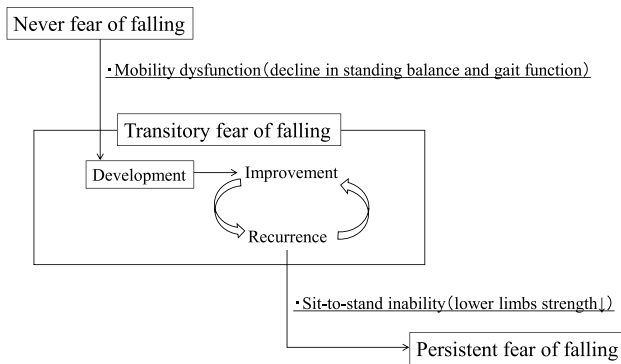 Never fear of falling
・Mobility dysfunction(decline in standing balance and gait function)
Transitory fear of falling
Development
Improvement
Recurrence
・Sit-to-stand inability(lower limbs strength↓)
Persistent fear of falling